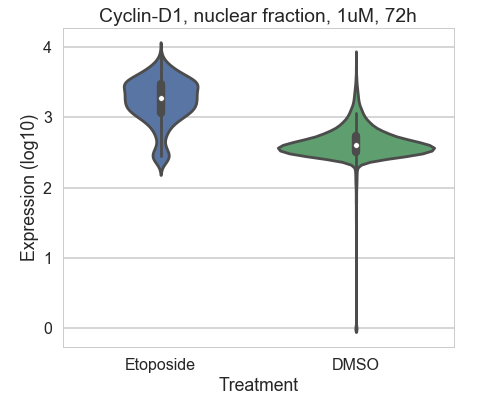 Cyclin-D1, nuclear fraction, 1uM, 72h
Expression (log10)
4
3
2
1
0
Etoposide DMSO
Treatment